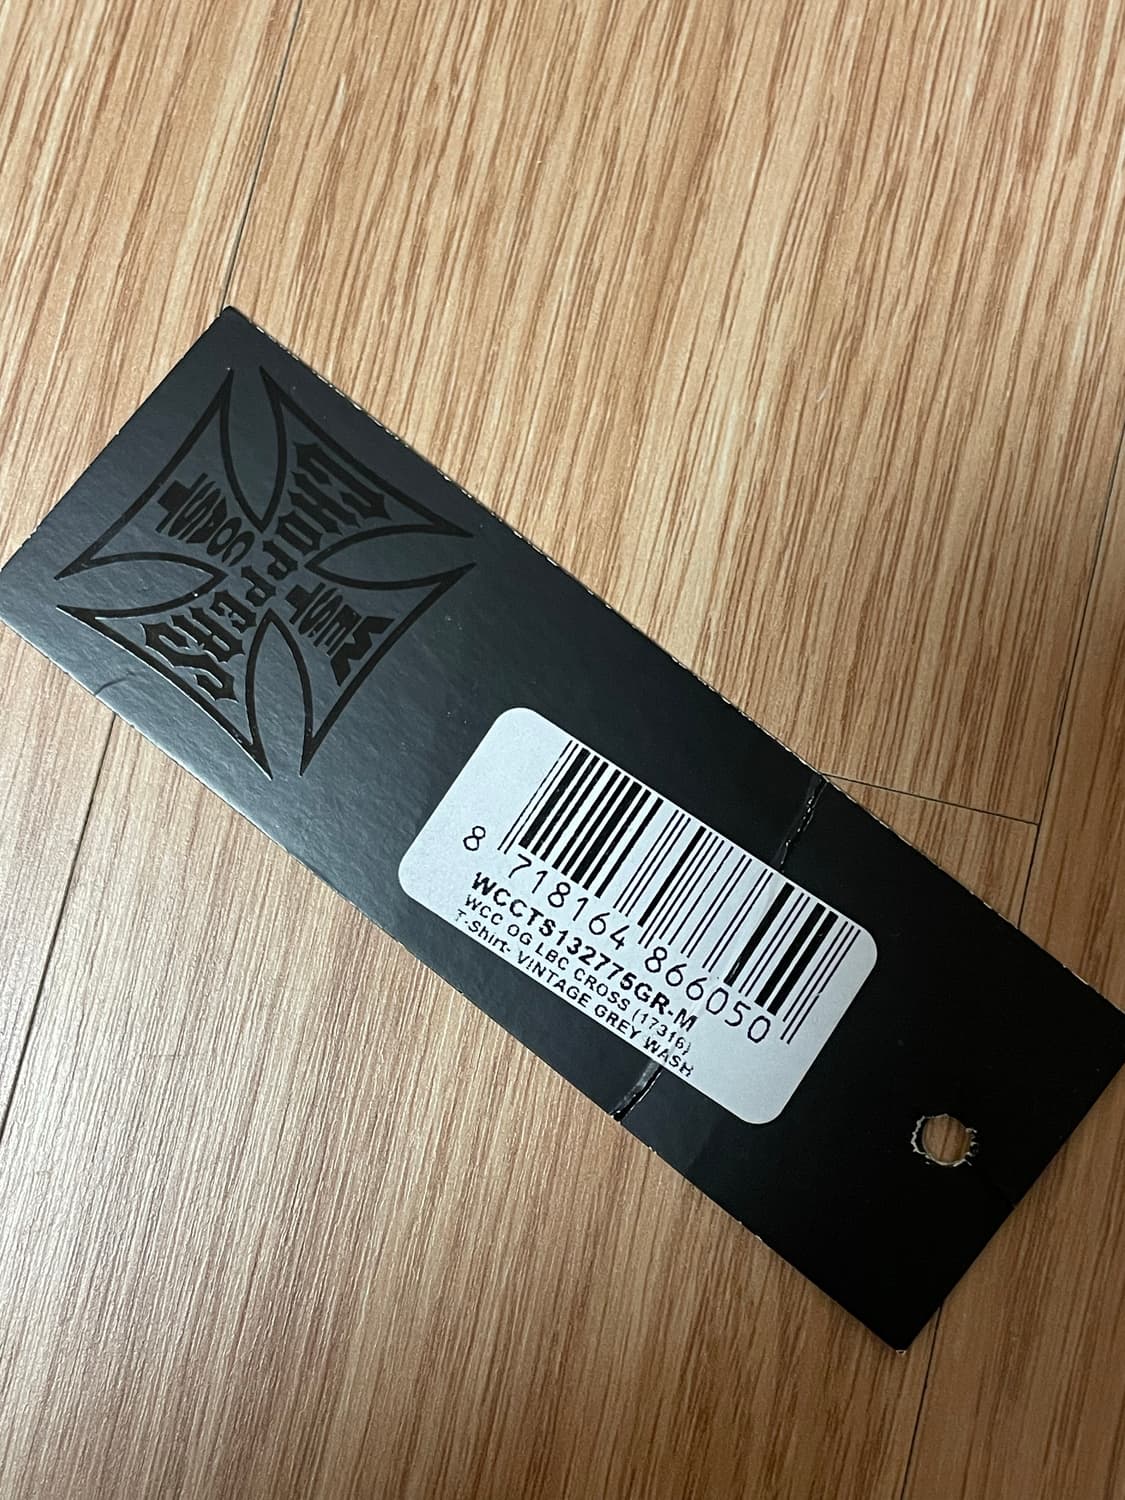 WEST
COAST
CHOPPERS
8 718164 866050
WCCTS132775GR-M
WCC OG LBC CROSS (17316)
T-Shirt- VINTAGE GREY WASH